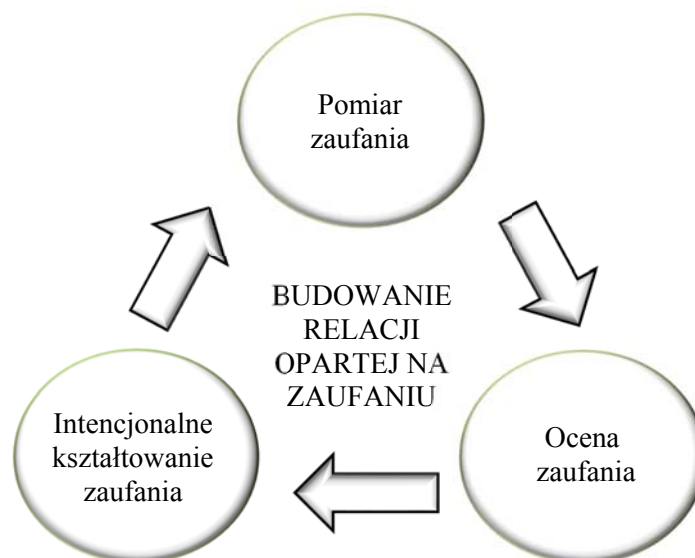 Pomiar
zaufania
BUDOWANIE
RELACJI
OPARTEJ NA
ZAUFANIU
Intencjonalne
kształtowanie
zaufania
Ocena
zaufania